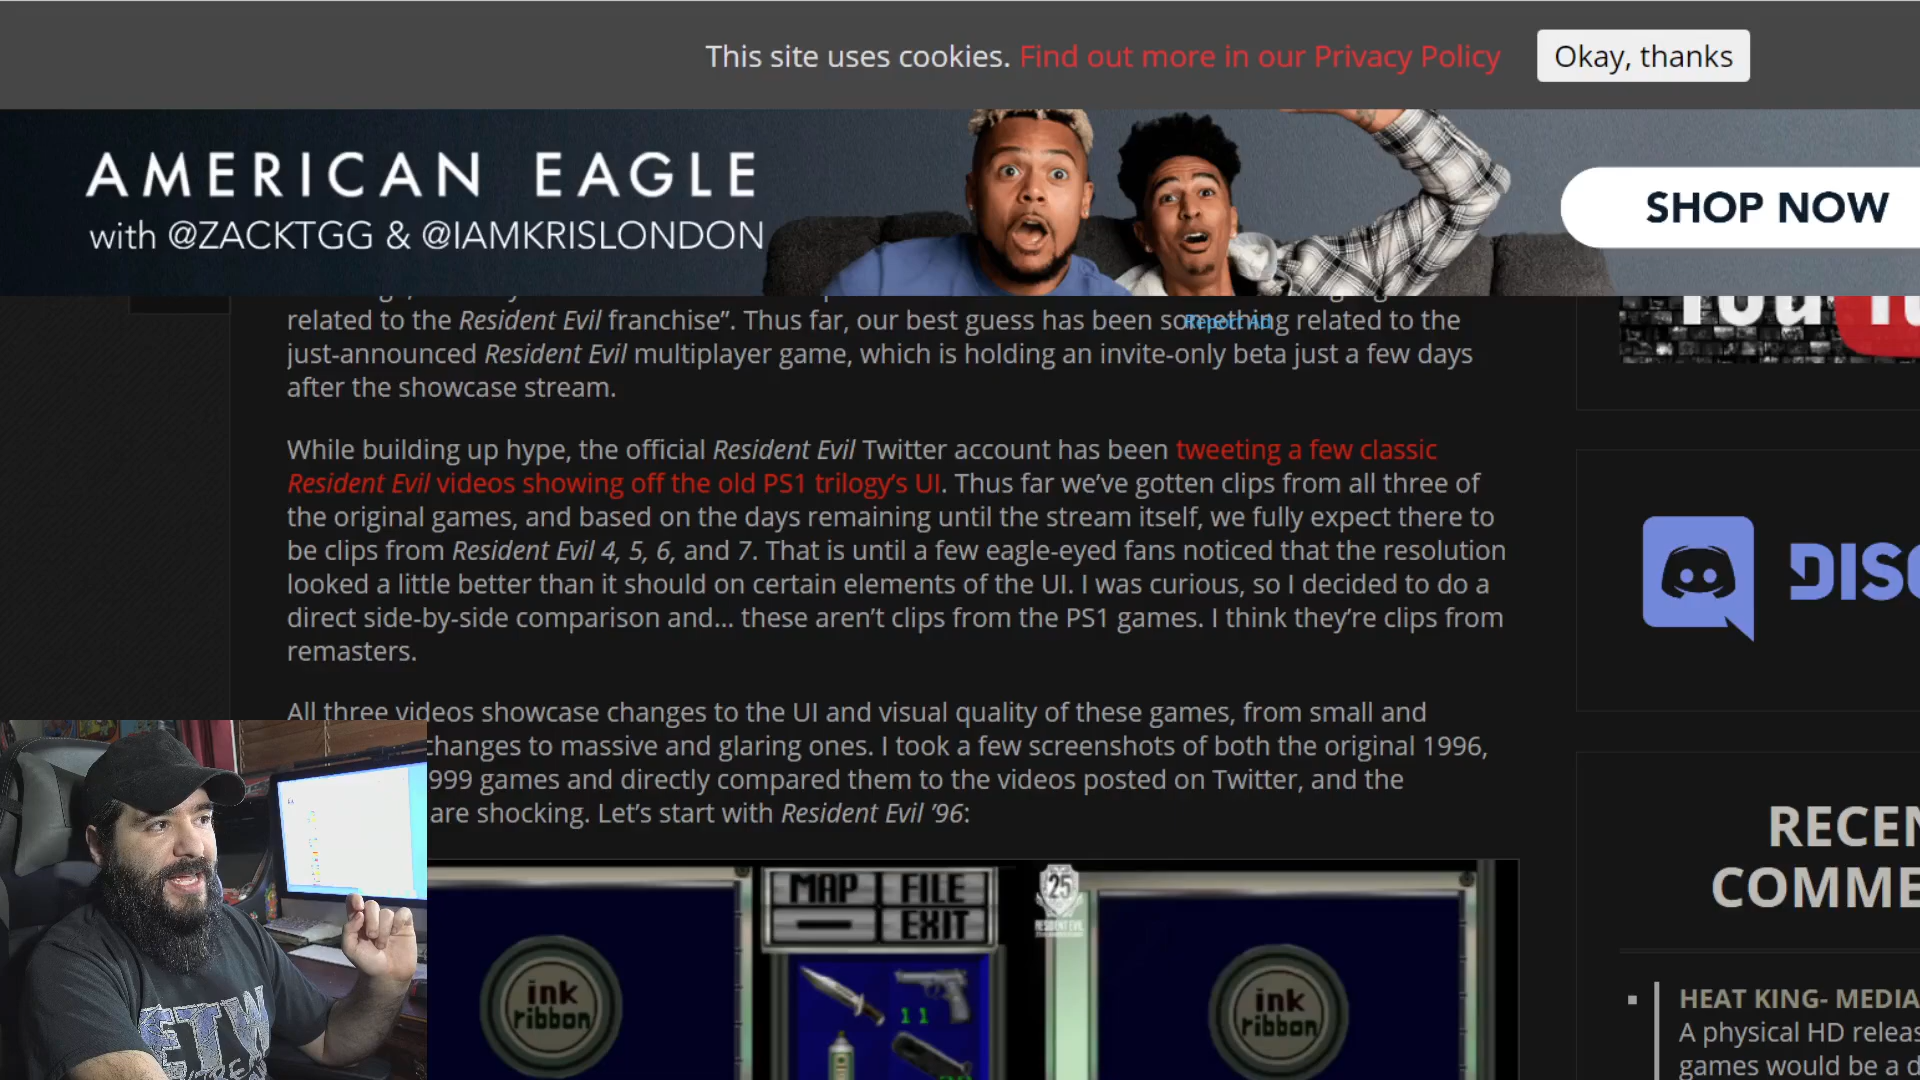 This site uses cookies. Find out more in our Privacy Policy
Okay, thanks
AMERICAN EAGLE
with @ZACKTGG & @IAMKRISLONDON
SHOP NOW
related to the Resident Evil franchise”. Thus far, our best guess has been something related to the
Report Ad
just-announced Resident Evil multiplayer game, which is holding an invite-only beta just a few days
after the showcase stream.
While building up hype, the official Resident Evil Twitter account has been tweeting a few classic
Resident Evil videos showing off the old PS1 trilogy’s UI. Thus far we’ve gotten clips from all three of
the original games, and based on the days remaining until the stream itself, we fully expect there to
be clips from Resident Evil 4, 5, 6, and 7. That is until a few eagle-eyed fans noticed that the resolution
looked a little better than it should on certain elements of the UI. I was curious, so I decided to do a
direct side-by-side comparison and... these aren’t clips from the PS1 games. I think they’re clips from
remasters.
All three videos showcase changes to the UI and visual quality of these games, from small and
changes to massive and glaring ones. I took a few screenshots of both the original 1996,
999 games and directly compared them to the videos posted on Twitter, and the
are shocking. Let’s start with Resident Evil ’96:
MAP FILE
EXIT
25
RESIDENT EVIL
ink
ribbon
11
ink
ribbon
DISC
RECEN
COMME
HEAT KING- MEDIA
A physical HD releas
games would be a d
ETW